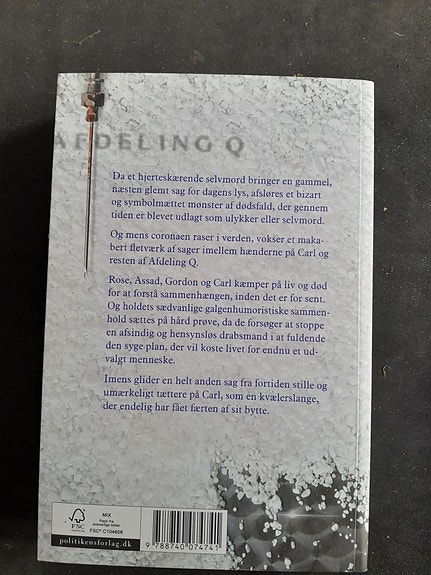 AFDELING Q
Da et hjerteskærende selvmord bringer en gammel,
næsten glemt sag for dagens lys, afsløres et bizart
og symbolmættet mønster af dødsfald, der gennem
tiden er blevet udlagt som ulykker eller selvmord.
Og mens coronaen raser i verden, vokser et maka-
bert fletværk af sager imellem hænderne på Carl og
resten af Afdeling Q.
Rose, Assad, Gordon og Carl kæmper på liv og død
for at forstå sammenhængen, inden det er for sent.
Og holdets sædvanlige galgenhumoristiske sammen-
hold sættes på hård prøve, da de forsøger at stoppe
en afsindig og hensynsløs drabsmand i at fuldende
den syge plan, der vil koste livet for endnu et ud-
valgt menneske.
Imens glider en helt anden sag fra fortiden stille og
umærkeligt tættere på Carl, som en kvælerslange,
der endelig har fået færten af sit bytte.
FSC
MIX
Papir fra
ansvarlige kilder
FSC® C104608
politikensforlag.dk
9 788740 074741